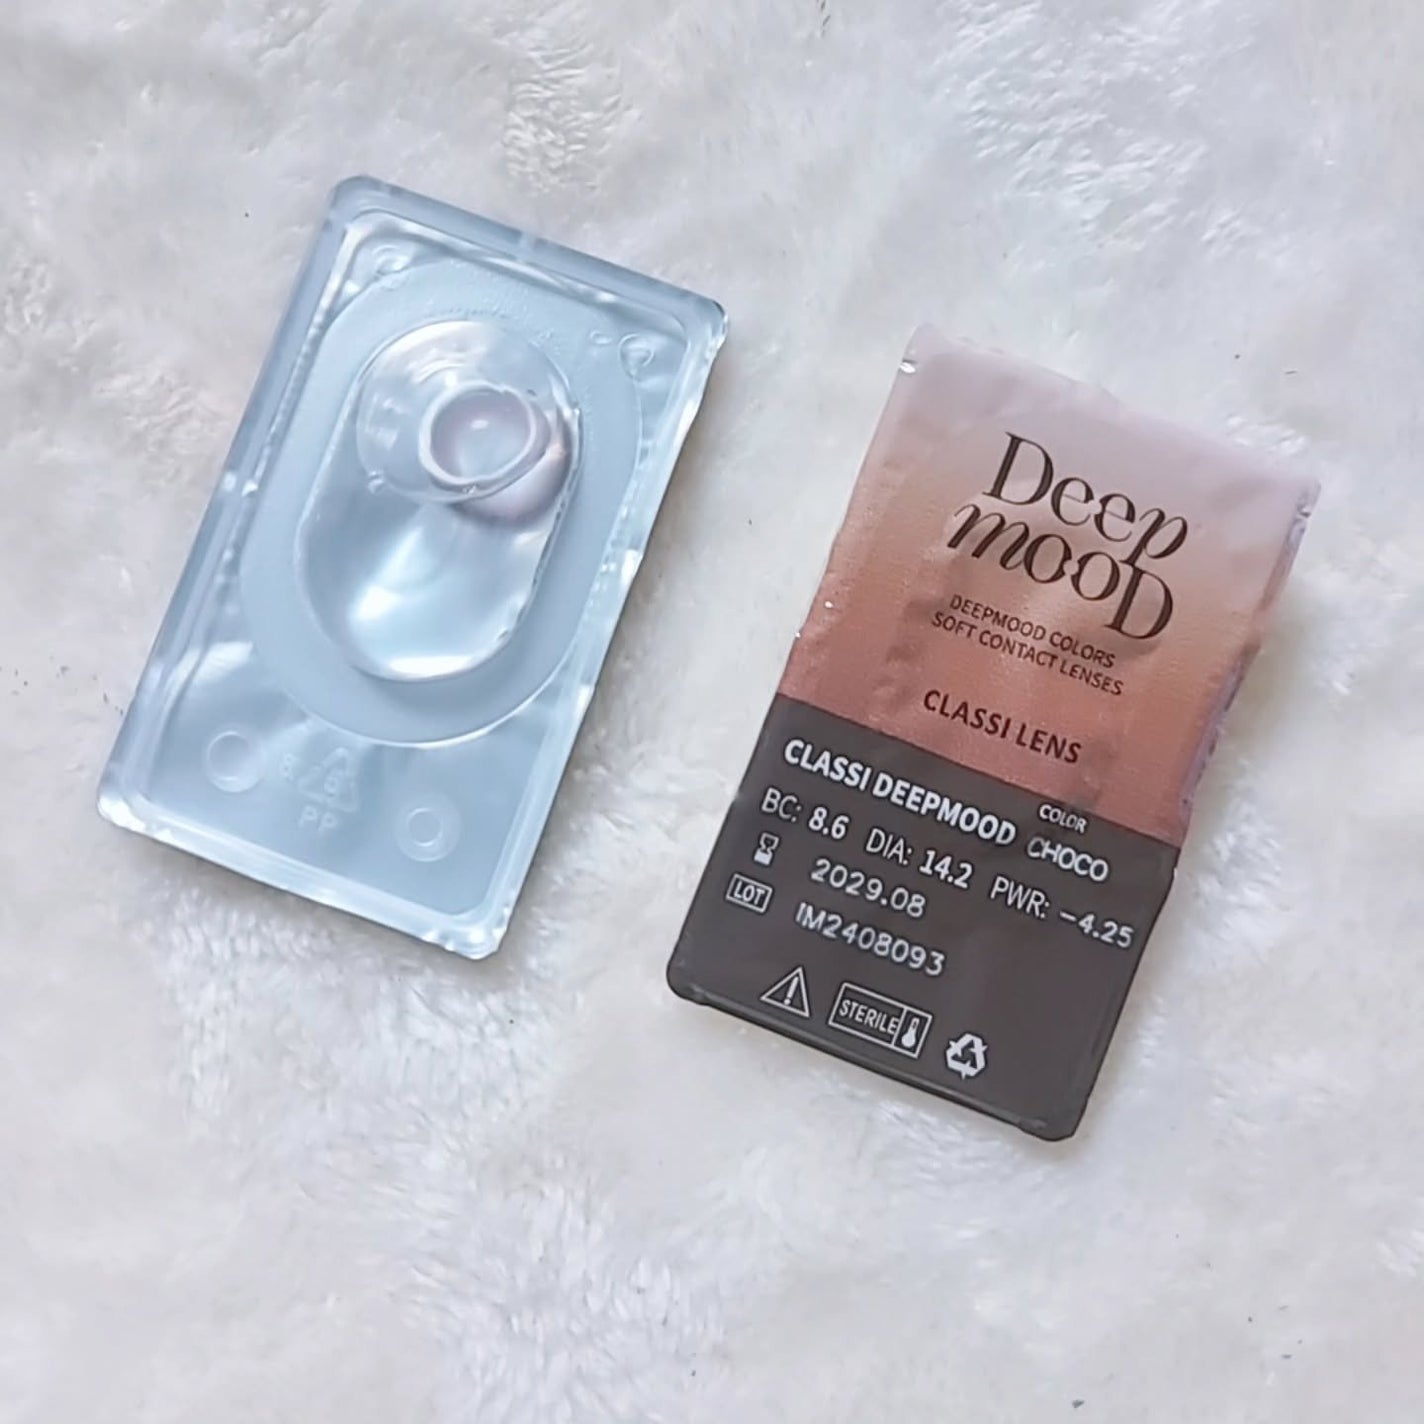 PP
Deep
mooD
DEEPMOOD COLORS
SOFT CONTACT LENSES
CLASSI LENS
CLASSI DEEPMOOD COLOR CHOCO
BC: 8.6 DIA: 14.2 PWR: -4.25
2029.08
LOT IM2408093
STERILE